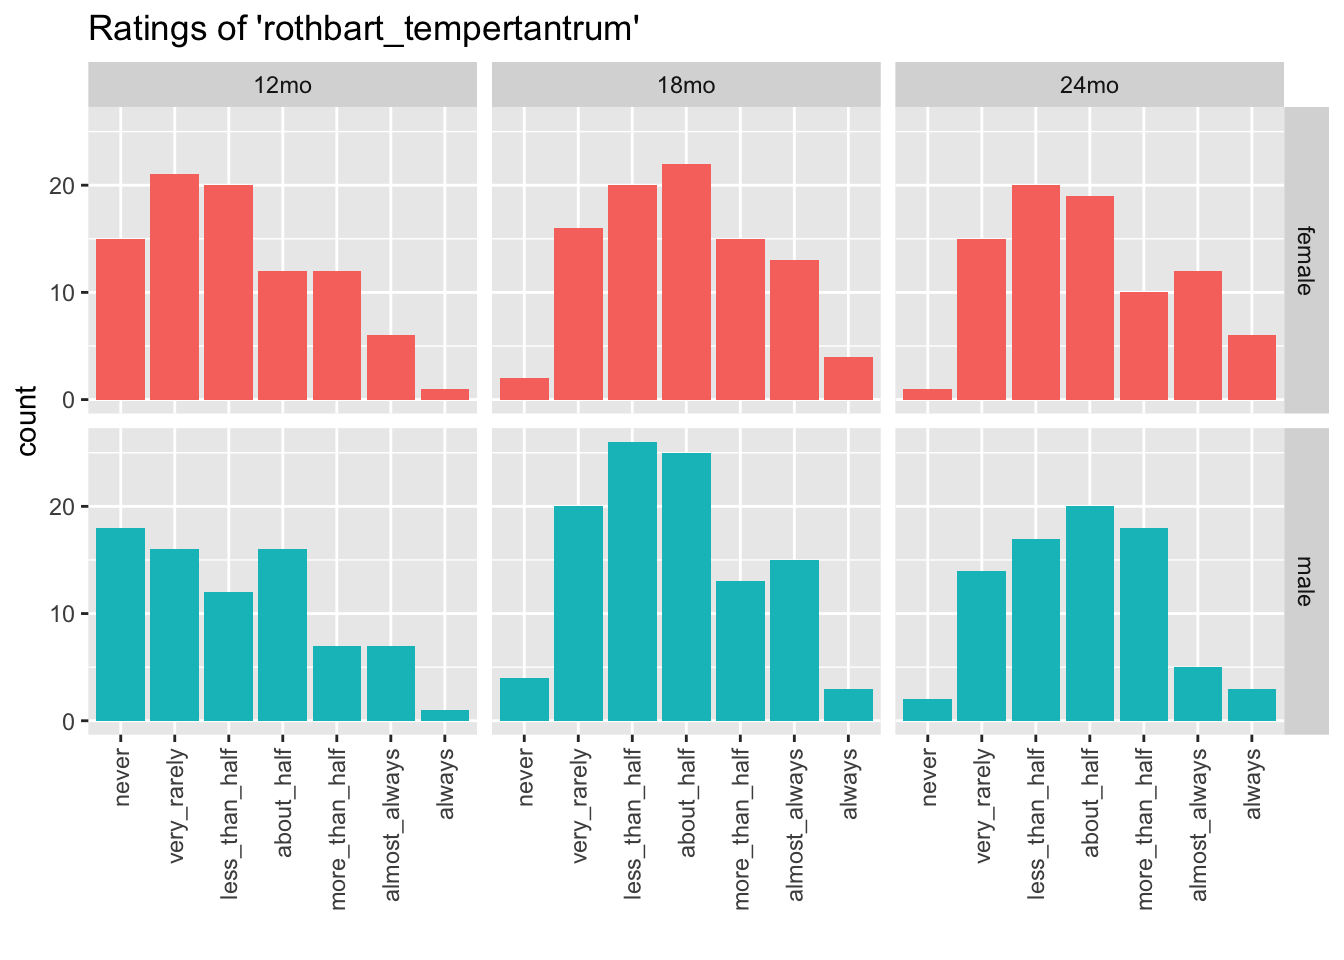 Ratings of 'rothbart_tempertantrum'
12mo 18mo 24mo
count
20
10
0
female
20
10
0
male
never very_rarely less_than_half about_half more_than_half almost_always always
never very_rarely less_than_half about_half more_than_half almost_always always
never very_rarely less_than_half about_half more_than_half almost_always always